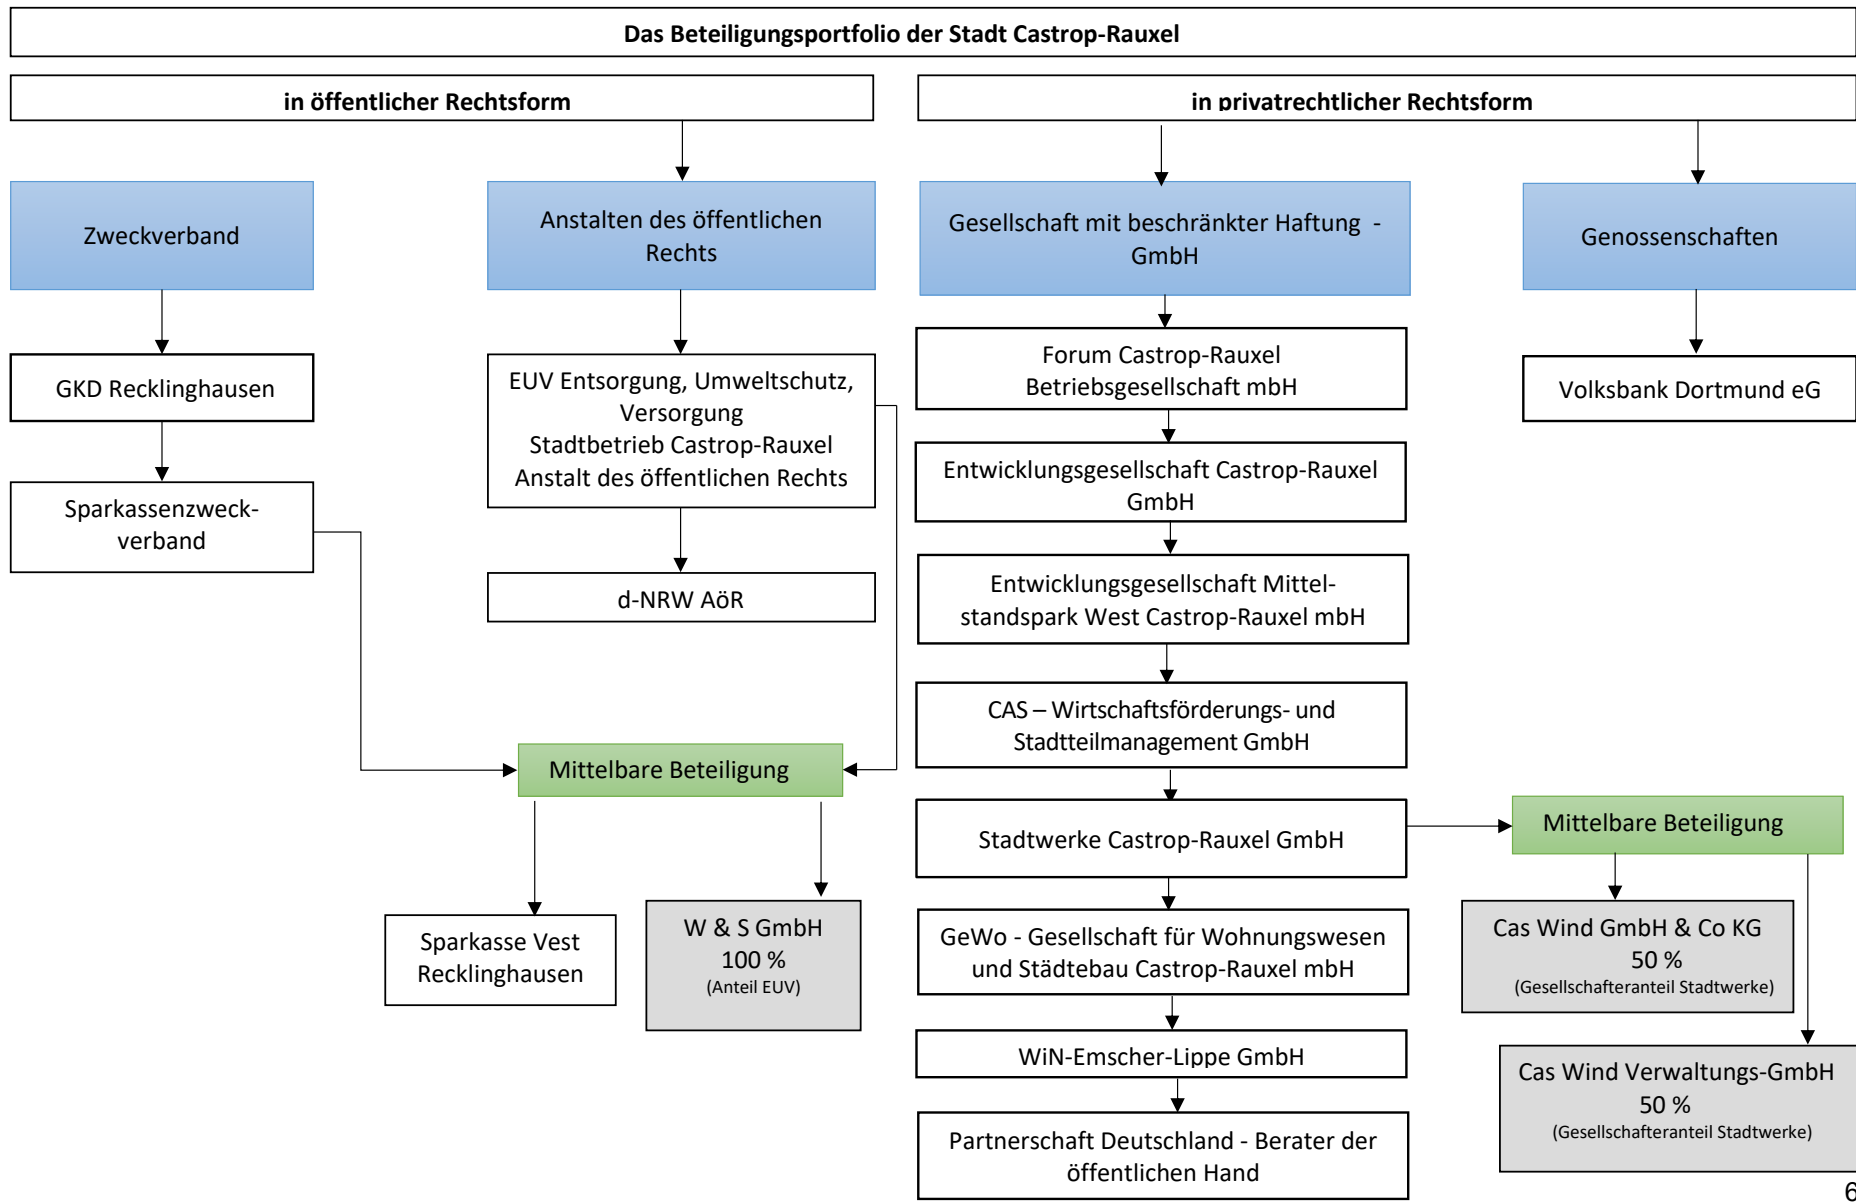 Das Beteiligungsportfolio der Stadt Castrop-Rauxel
in öffentlicher Rechtsform
in privatrechtlicher Rechtsform
Zweckverband
Anstalten des öffentlichen
Rechts
Gesellschaft mit beschränkter Haftung -
GmbH
Genossenschaften
GKD Recklinghausen
Sparkassenzweck-
verband
EUV Entsorgung, Umweltschutz,
Versorgung
Stadtbetrieb Castrop-Rauxel
Anstalt des öffentlichen Rechts
d-NRW AöR
Mittelbare Beteiligung
Sparkasse Vest
Recklinghausen
W & S GmbH
100 %
(Anteil EUV)
Forum Castrop-Rauxel
Betriebsgesellschaft mbH
Entwicklungsgesellschaft Castrop-Rauxel
GmbH
Entwicklungsgesellschaft Mittel-
standspark West Castrop-Rauxel mbH
CAS – Wirtschaftsförderungs- und
Stadtteilmanagement GmbH
Stadtwerke Castrop-Rauxel GmbH
GeWo - Gesellschaft für Wohnungswesen
und Städtebau Castrop-Rauxel mbH
WiN-Emscher-Lippe GmbH
Partnerschaft Deutschland - Berater der
öffentlichen Hand
Volksbank Dortmund eG
Mittelbare Beteiligung
Cas Wind GmbH & Co KG
50 %
(Gesellschafteranteil Stadtwerke)
Cas Wind Verwaltungs-GmbH
50 %
(Gesellschafteranteil Stadtwerke)
6